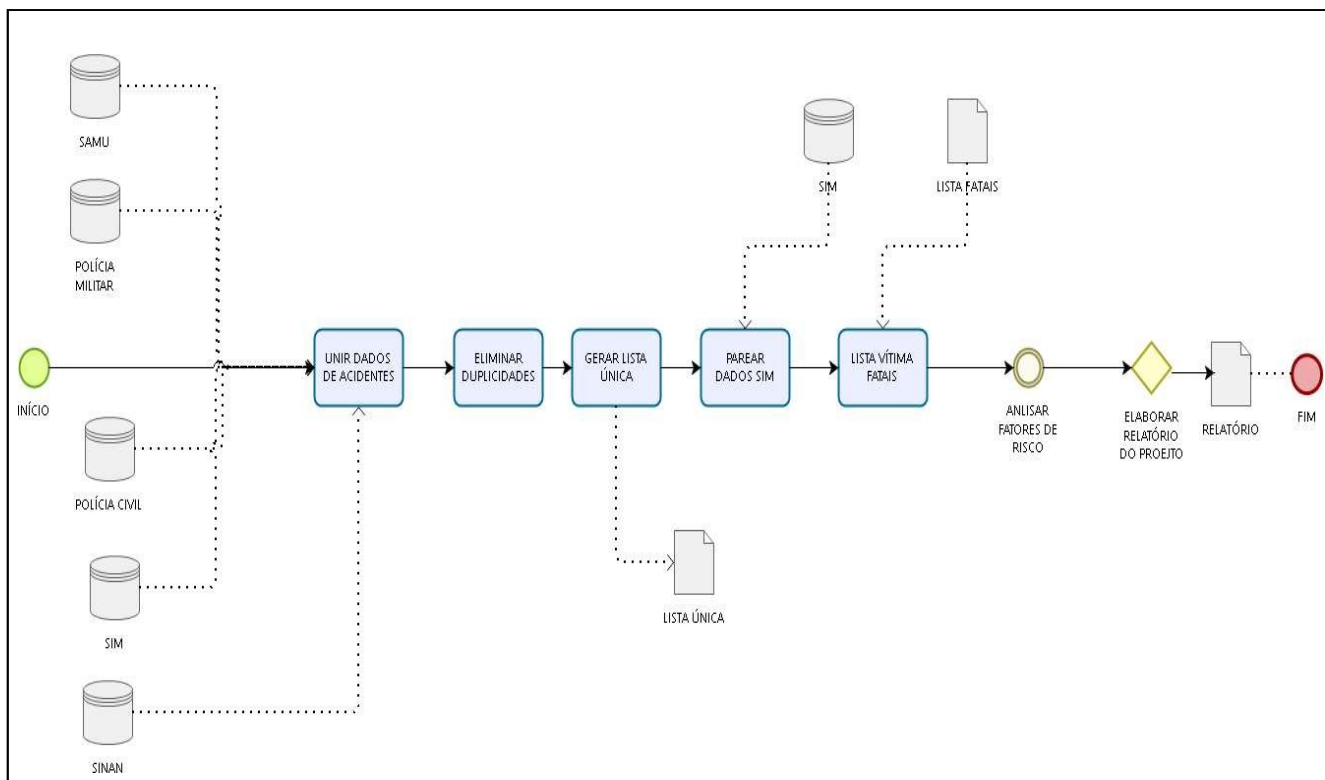 SAMU
POLÍCIA
MILITAR
SIM
LISTA FATAIS
INÍCIO
UNIR DADOS
DE ACIDENTES
ELIMINAR
DUPLICIDADES
GERAR LISTA
ÚNICA
PAREAR
DADOS SIM
LISTA VÍTIMA
FATAIS
ANLISAR
FATORES DE
RISCO
ELABORAR
RELATÓRIO
DO PROEJTO
RELATÓRIO
FIM
POLÍCIA CIVIL
LISTA ÚNICA
SIM
SINAN